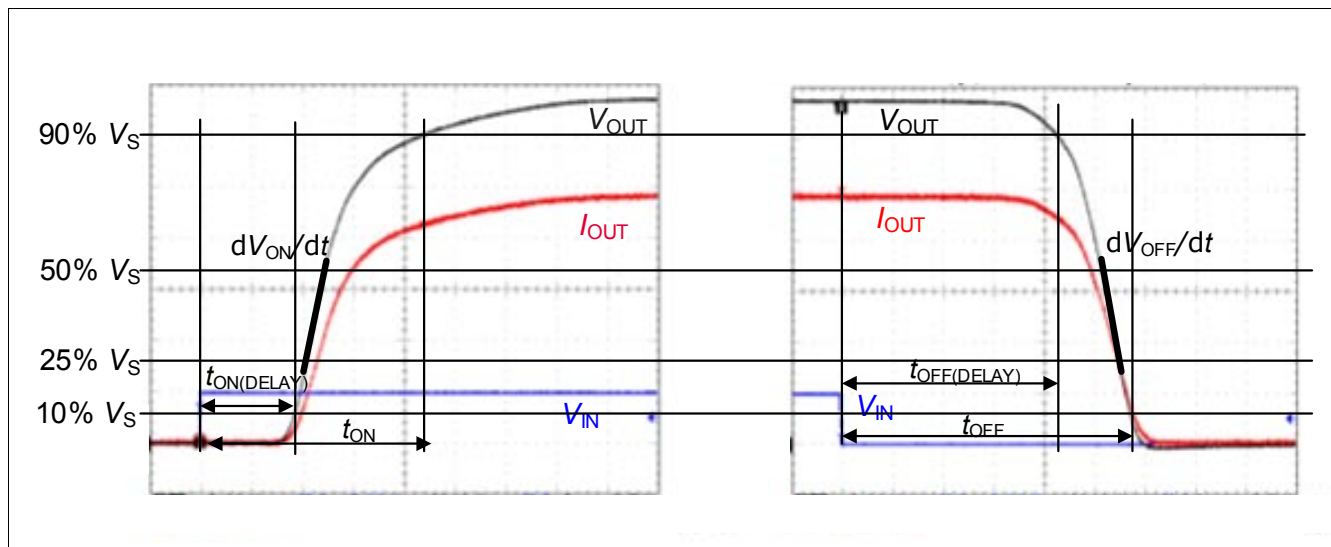 90% VS
VOUT
VOUT
IOUT
IOUT
dVON/dt
dVOFF/dt
50% VS
25% VS
tON(DELAY)
tOFF(DELAY)
10% VS
VIN
VIN
tON
tOFF